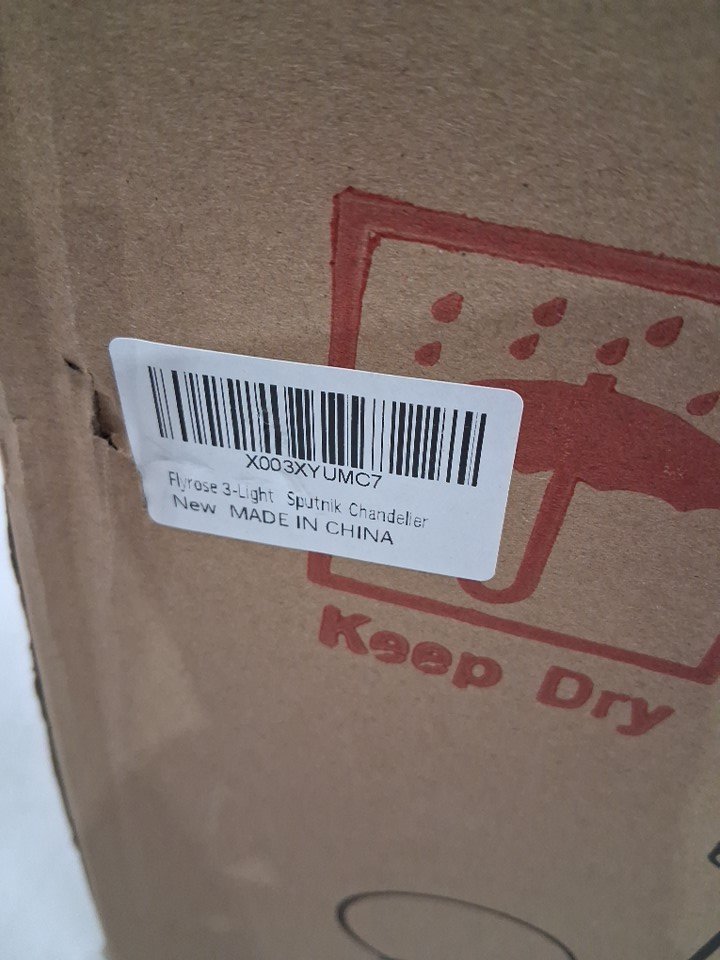 X003XYUMC7
Flyrose 3-Light Sputnik Chandelier
New MADE IN CHINA
Keep Dry